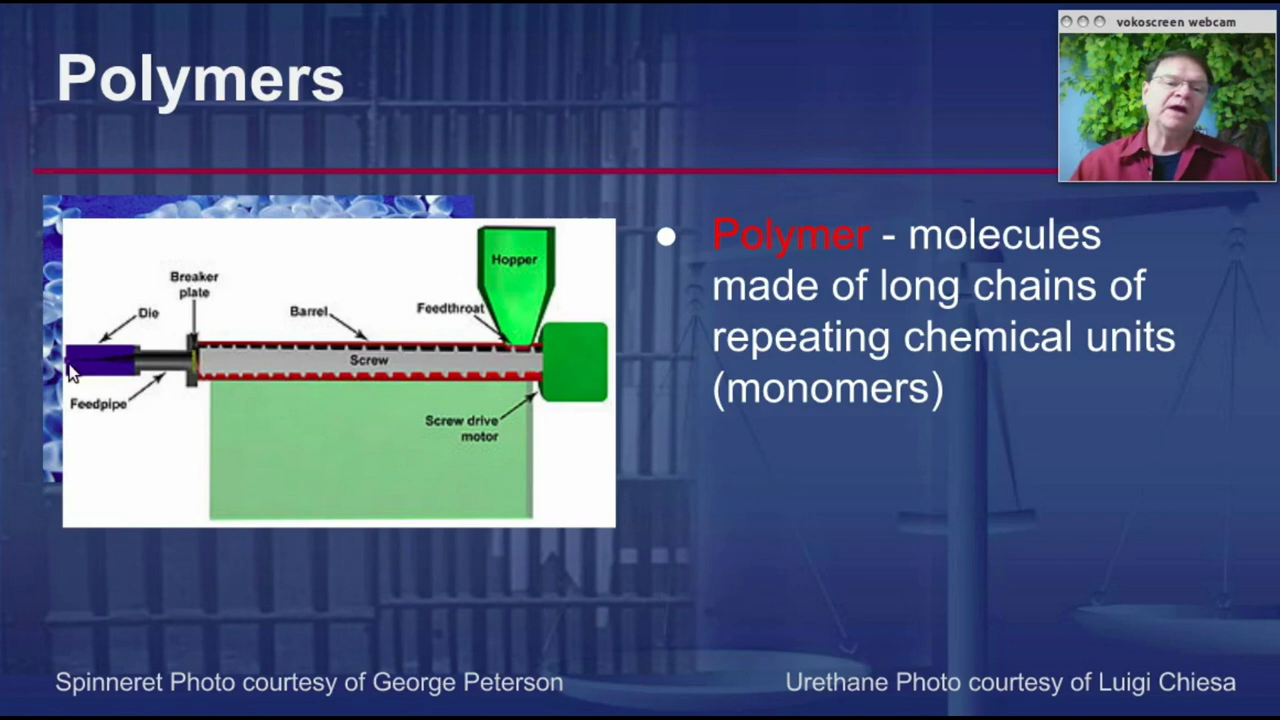 vokoscreen webcam
Polymers
Hopper
Breaker
plate
Die
Barrel
Feedthroat
Screw
Feedpipe
Screw drive
motor
● Polymer - molecules
made of long chains of
repeating chemical units
(monomers)
Spinneret Photo courtesy of George Peterson
Urethane Photo courtesy of Luigi Chiesa